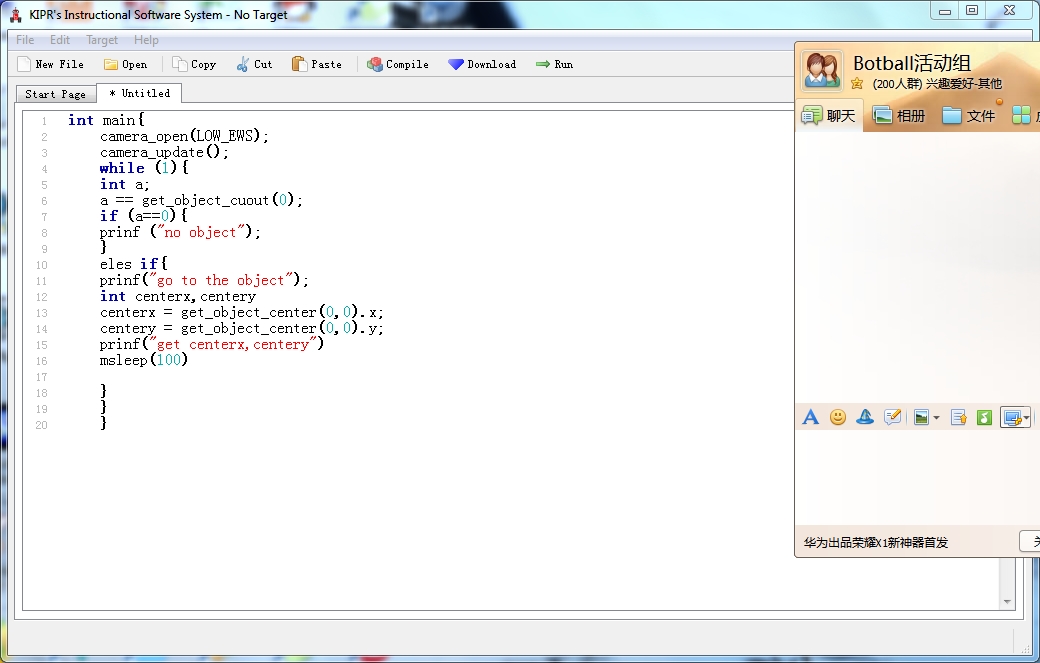 KIPR's Instructional Software System - No Target
File Edit Target Help
New File Open Copy Cut Paste Compile Download Run
Start Page * Untitled
1 int main{
2 camera_open(LOW_EWS);
3 camera_update();
4 while (1){
5 int a;
6 a == get_object_cuout(0);
7 if (a==0){
8 prinf ("no object");
9 }
10 eles if{
11 prinf("go to the object");
12 int centerx,centery
13 centerx = get_object_center(0,0).x;
14 centery = get_object_center(0,0).y;
15 prinf("get centerx,centery")
16 msleep(100)
17
18 }
19 }
20 }
Botball活动组
(200人群) 兴趣爱好-其他
聊天 相册 文件
华为出品荣耀X1新神器首发